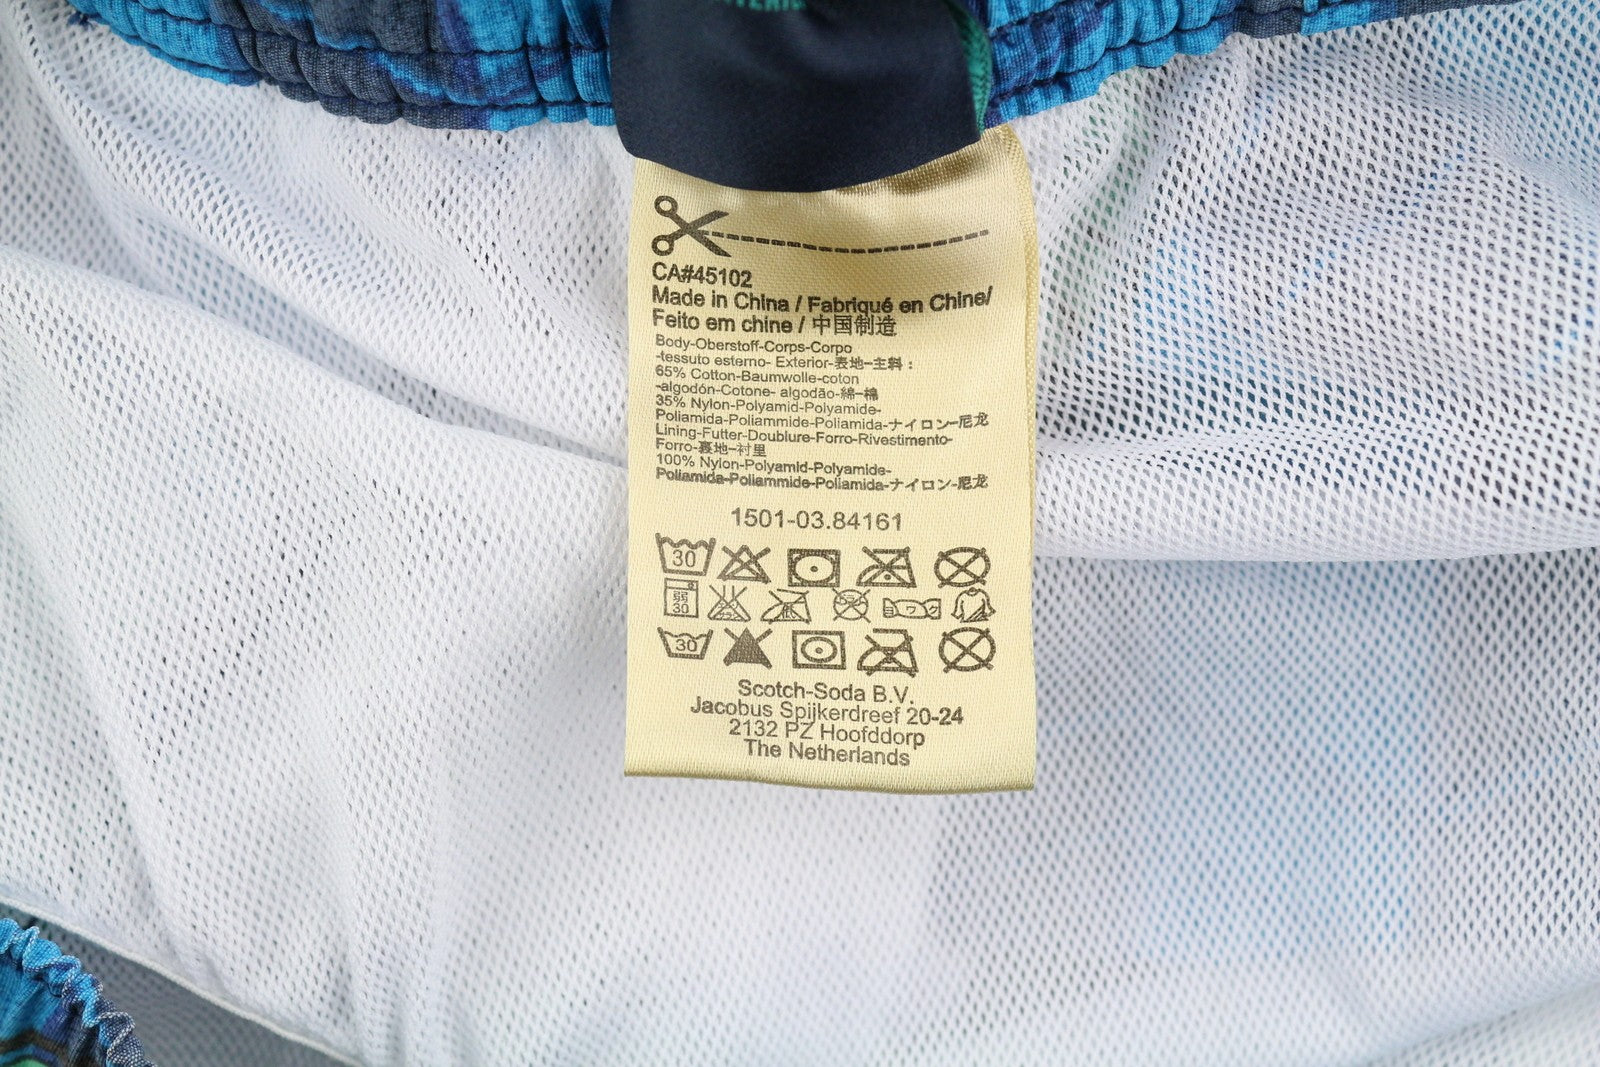 CA#45102
Made in China / Fabriqué en Chine/
Feito em chine / 中国制造
Body-Oberstoff-Corps-Corpo
-tessuto esterno- Exterior-表地-主料：
65% Cotton-Baumwolle-coton
-algodón-Cotone- algodão-綿-棉
35% Nylon-Polyamid-Polyamide-
Poliamida-Poliammide-Poliamida-ナイロン-尼龙
Lining-Futter-Doublure-Forro-Rivestimento-
Forro-裏地-衬里
100% Nylon-Polyamid-Polyamide-
Poliamida-Poliammide-Poliamida-ナイロン-尼龙
1501-03.84161
30
弱 30 低
30
Scotch-Soda B.V.
Jacobus Spijkerdreef 20-24
2132 PZ Hoofddorp
The Netherlands